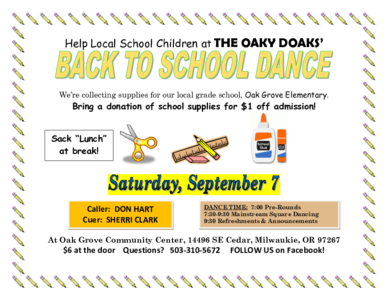 Help Local School Children at THE OAKY DOAKS'
BACK TO SCHOOL DANCE
We're collecting supplies for our local grade school, Oak Grove Elementary.
Bring a donation of school supplies for $1 off admission!
Sack "Lunch"
at break!
Saturday, September 7
Caller: DON HART
Cuer: SHERRI CLARK
DANCE TIME: 7:00 Pre-Rounds
7:30-9:30 Mainstream Square Dancing
9:30 Refreshments & Announcements
At Oak Grove Community Center, 14496 SE Cedar, Milwaukie, OR 97267
$6 at the door Questions? 503-310-5672 FOLLOW US on Facebook!